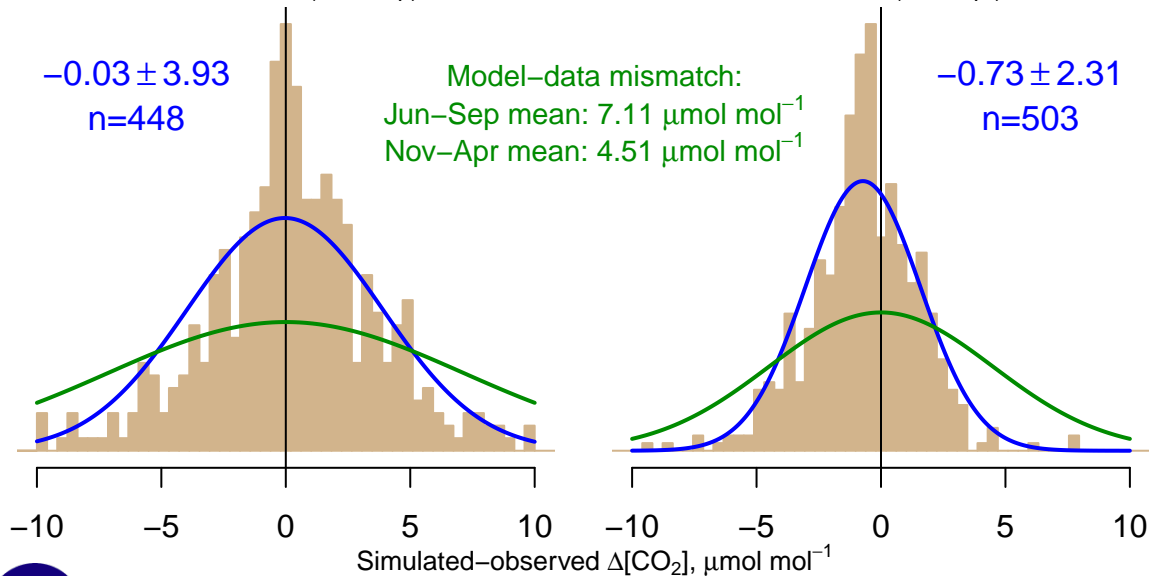 −0.03 ± 3.93
n=448
Model−data mismatch:
Jun−Sep mean: 7.11 μmol mol⁻¹
Nov−Apr mean: 4.51 μmol mol⁻¹
−0.73 ± 2.31
n=503
−10 −5 0 5 10
−10 −5 0 5 10
Simulated−observed Δ[CO₂], μmol mol⁻¹